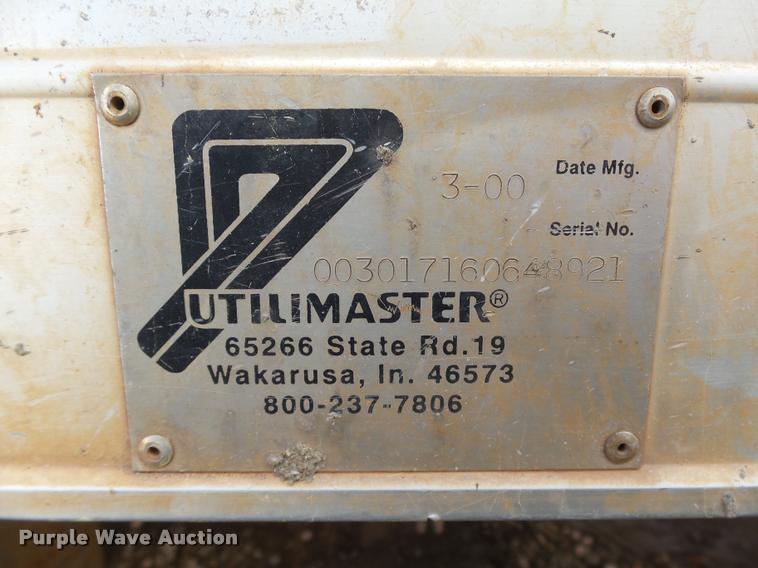 3-00 Date Mfg.
Serial No.
003017160648921
UTILIMASTER®
65266 State Rd.19
Wakarusa, In. 46573
800-237-7806
Purple Wave Auction